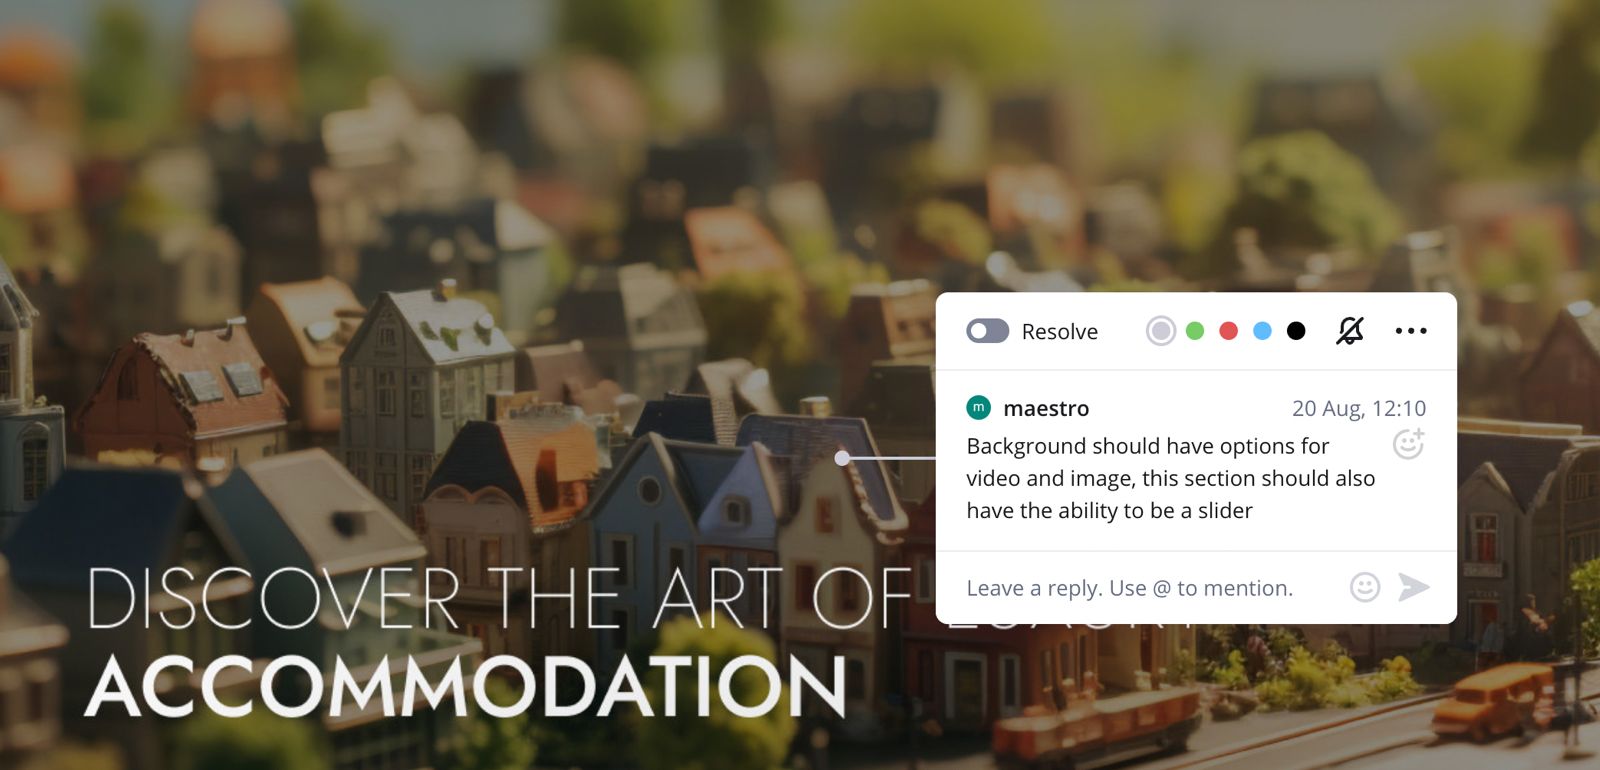 Resolve
m maestro 20 Aug, 12:10
Background should have options for
video and image, this section should also
have the ability to be a slider
Leave a reply. Use @ to mention.
DISCOVER THE ART OF
ACCOMMODATION